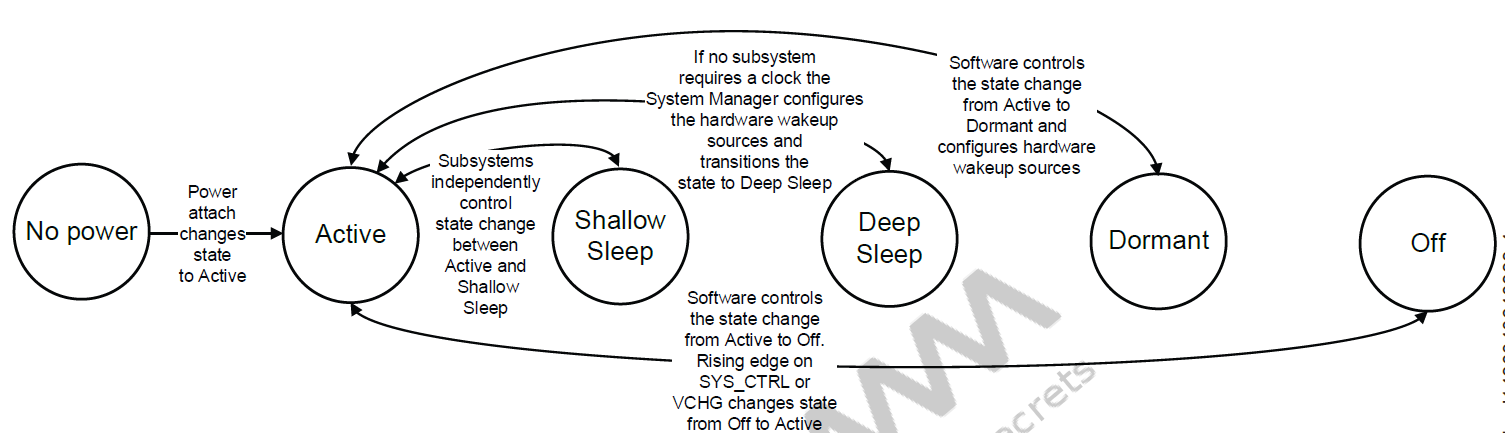 No power
Power
attach
changes
state
to Active
Active
Subsystems
independently
control
state change
between
Active and
Shallow
Sleep
Shallow
Sleep
If no subsystem
requires a clock the
System Manager configures
the hardware wakeup
sources and
transitions the
state to Deep Sleep
Deep
Sleep
Software controls
the state change
from Active to
Dormant and
configures hardware
wakeup sources
Dormant
Off
Software controls
the state change
from Active to Off.
Rising edge on
SYS_CTRL or
VCHG changes state
from Off to Active